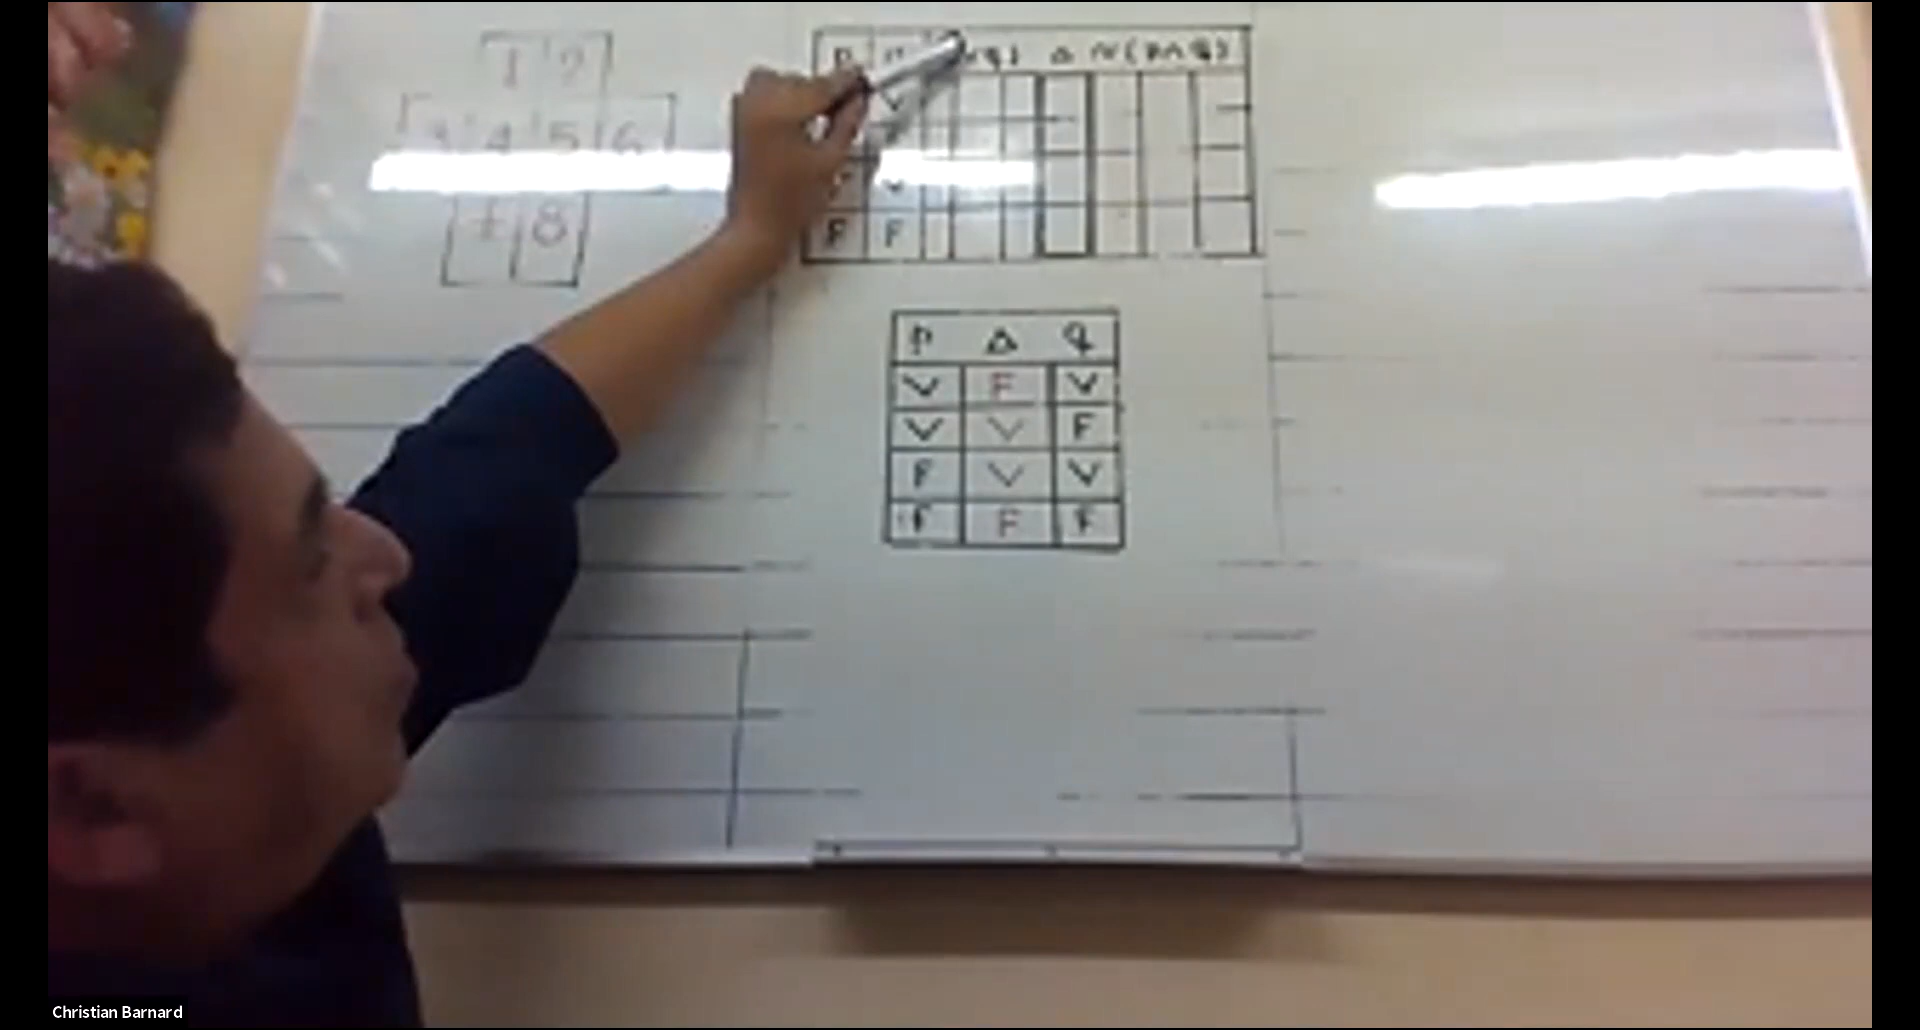 1 2
3 4 5 6
7 8
q) Δ ~(p∧q)
V
V
F F
p Δ q
V F V
V V F
F V V
F F F
Christian Barnard